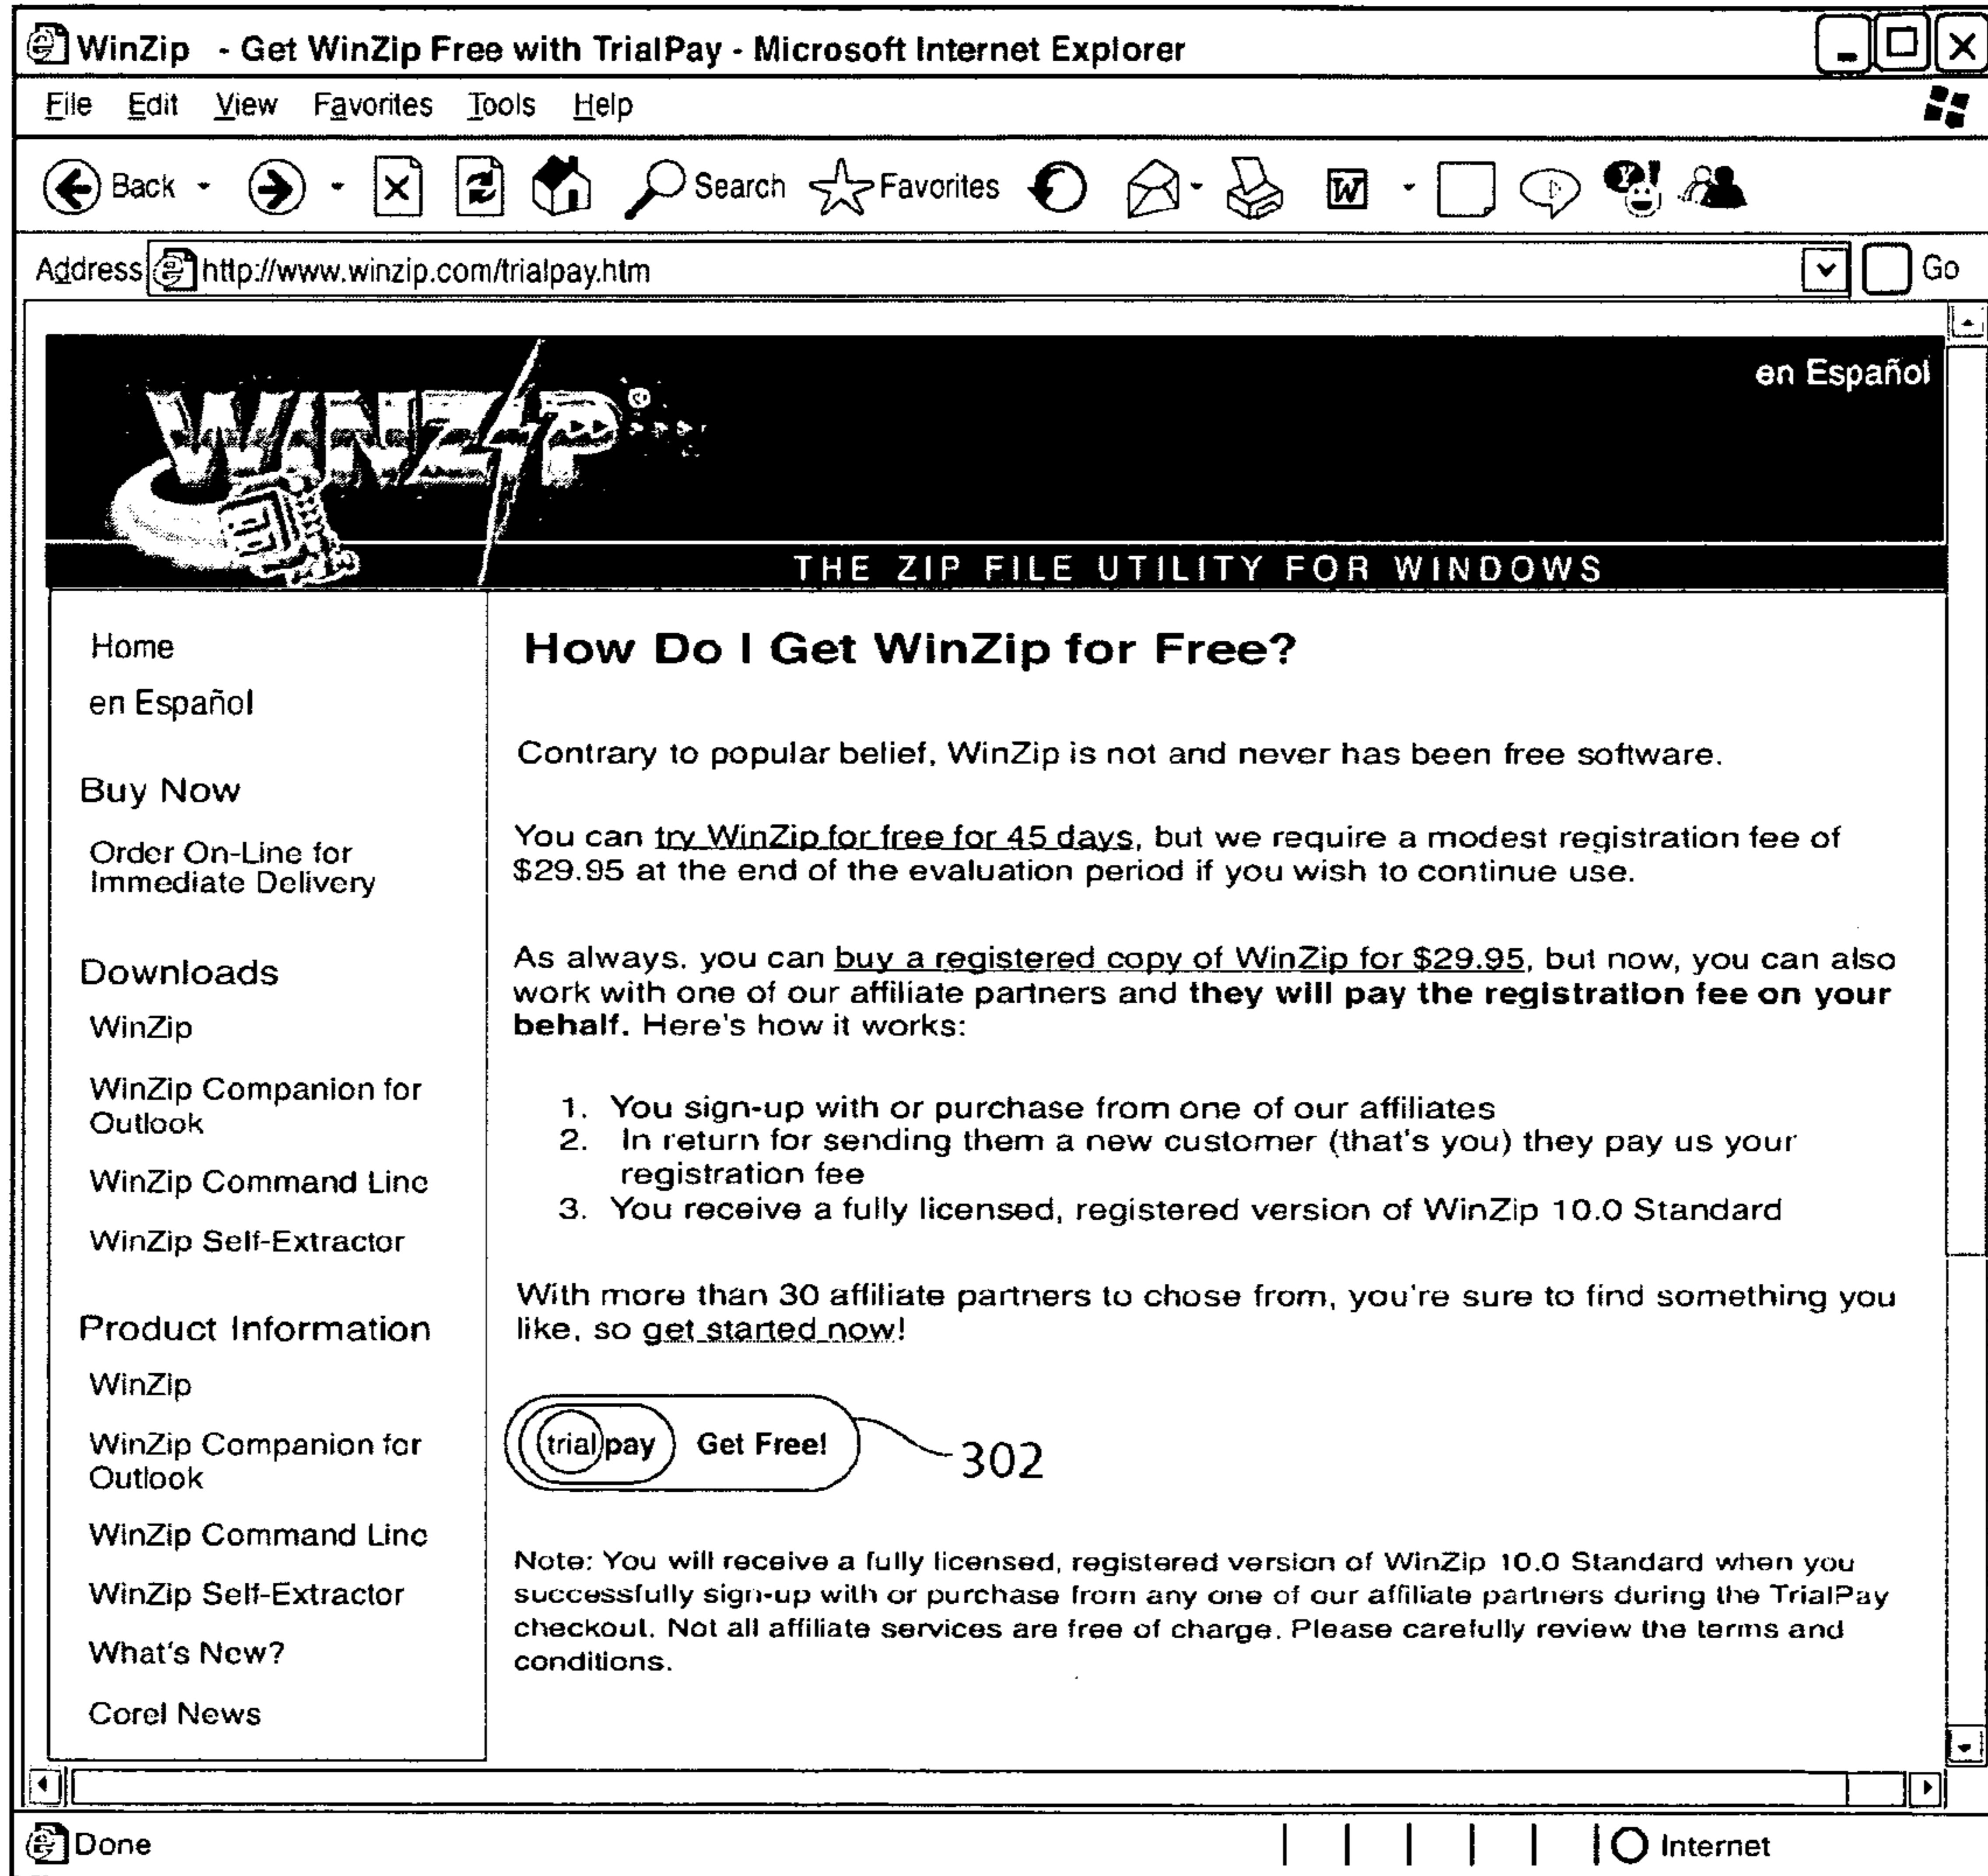 WinZip - Get WinZip Free with TrialPay - Microsoft Internet Explorer
File Edit View Favorites Tools Help
Back Search Favorites W
Address http://www.winzip.com/trialpay.htm Go
en Español
WINZIP®
THE ZIP FILE UTILITY FOR WINDOWS
Home
en Español
Buy Now
Order On-Line for
Immediate Delivery
Downloads
WinZip
WinZip Companion for
Outlook
WinZip Command Line
WinZip Self-Extractor
Product Information
WinZip
WinZip Companion for
Outlook
WinZip Command Line
WinZip Self-Extractor
What's New?
Corel News
How Do I Get WinZip for Free?
Contrary to popular belief, WinZip is not and never has been free software.
You can try WinZip for free for 45 days, but we require a modest registration fee of
$29.95 at the end of the evaluation period if you wish to continue use.
As always, you can buy a registered copy of WinZip for $29.95, but now, you can also
work with one of our affiliate partners and they will pay the registration fee on your
behalf. Here's how it works:
1. You sign-up with or purchase from one of our affiliates
2. In return for sending them a new customer (that's you) they pay us your
registration fee
3. You receive a fully licensed, registered version of WinZip 10.0 Standard
With more than 30 affiliate partners to chose from, you're sure to find something you
like, so get started now!
trialpay Get Free!
302
Note: You will receive a fully licensed, registered version of WinZip 10.0 Standard when you
successfully sign-up with or purchase from any one of our affiliate partners during the TrialPay
checkout. Not all affiliate services are free of charge. Please carefully review the terms and
conditions.
Done Internet